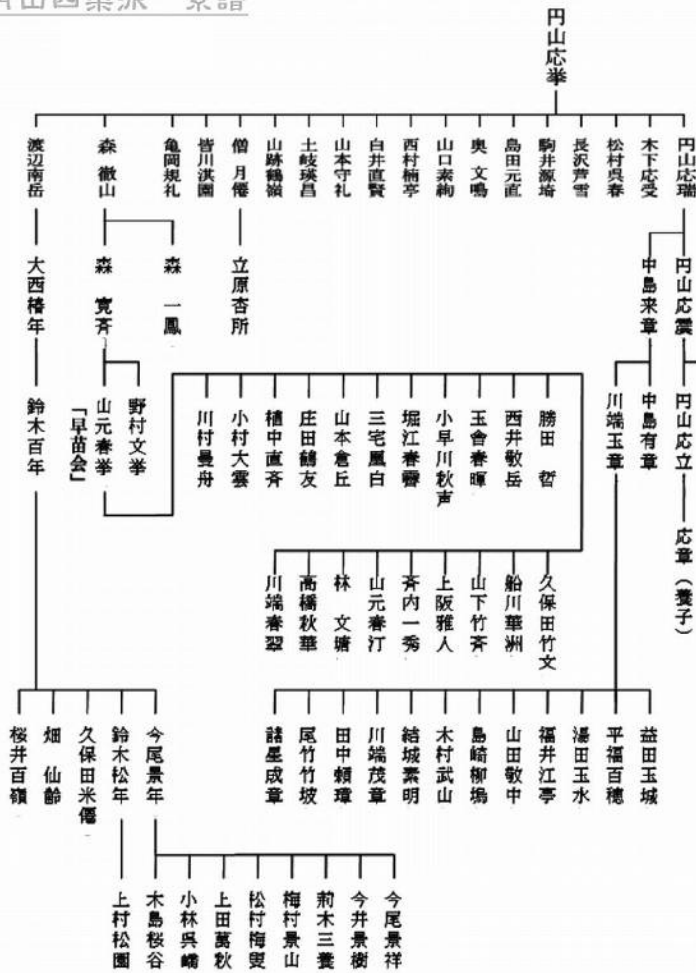 円山四条派 系譜
円山応挙
円山応瑞
木下応受
松村呉春
長沢芦雪
駒井源埼
島田元直
奥 文鳴
山口素絢
西村楠亭
白井直賢
山本守礼
土岐瑛昌
山跡鶴嶺
僧 月僊
皆川淇園
亀岡規礼
森 徹山
渡辺南岳
円山応震
中島来章
立原杏所
森 一鳳
森 寛斉
大西椿年
円山応立
中島有章
川端玉章
応章(養子)
野村文挙
山元春挙
「早苗会」
鈴木百年
勝田 哲
西井敬岳
玉舎春暉
小早川秋声
堀江春霽
三宅凰白
山本倉丘
庄田鶴友
植中直斉
小村大雲
川村曼舟
久保田竹文
船川華洲
山下竹斉
上阪雅人
斉内一秀
山元春汀
林 文塘
高橋秋華
川端春翠
益田玉城
平福百穂
湯田玉水
福井江亭
山田敬中
島崎柳塢
木村武山
結城素明
川端茂章
田中頼璋
尾竹竹坡
諸星成章
今尾景年
鈴木松年
久保田米僊
畑 仙齢
桜井百嶺
今尾景祥
今井景樹
荊木三養
梅村景山
松村梅叟
上田萬秋
小林呉嶠
木島桜谷
上村松園